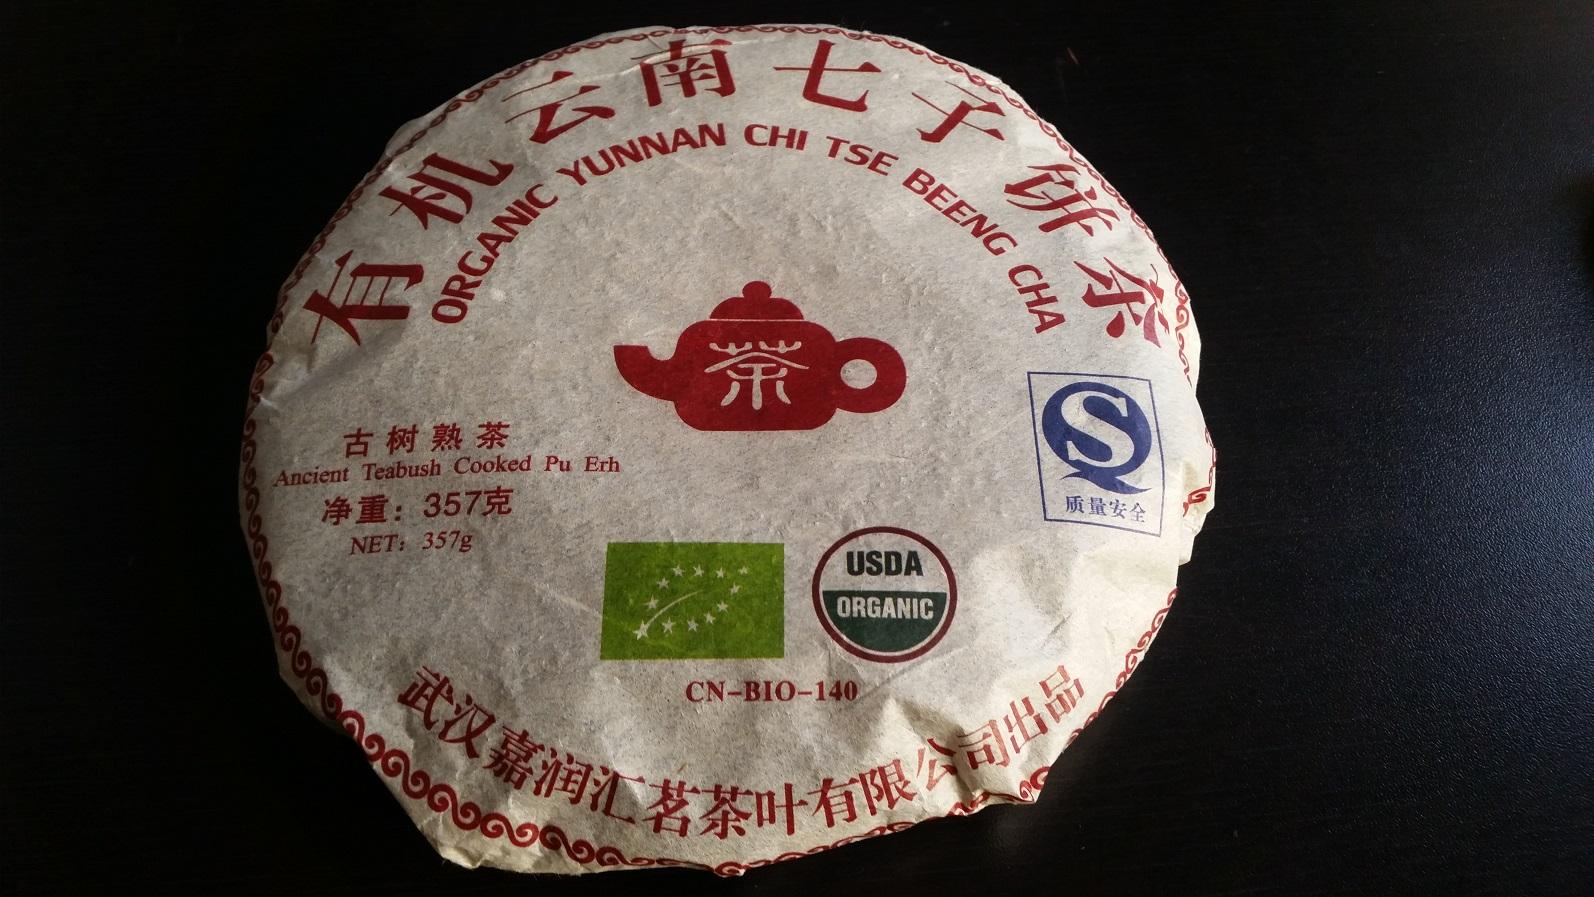 有机云南七子饼茶
ORGANIC YUNNAN CHI TSE BEENG CHA
茶
古树熟茶
Ancient Teabush Cooked Pu Erh
净重：357克
NET：357g
S
质量安全
USDA
ORGANIC
CN-BIO-140
武汉嘉润汇茗茶叶有限公司出品